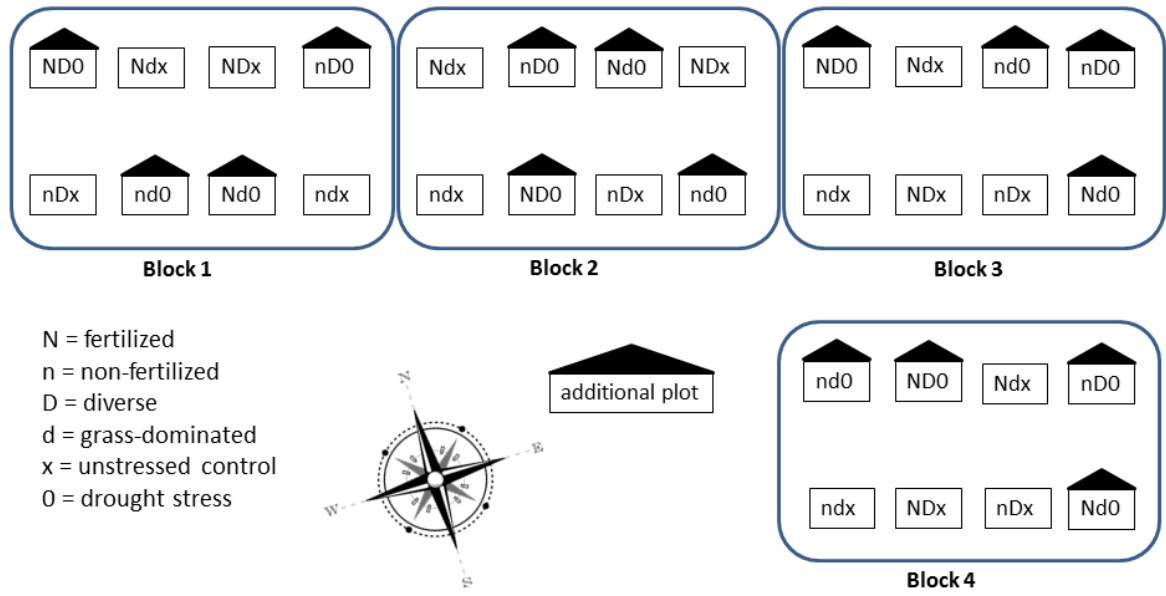 ND0 Ndx NDx nD0
nDx nd0 Nd0 ndx
Block 1
Ndx nD0 Nd0 NDx
ndx ND0 nDx nd0
Block 2
ND0 Ndx nd0 nD0
ndx NDx nDx Nd0
Block 3
N = fertilized
n = non-fertilized
D = diverse
d = grass-dominated
x = unstressed control
0 = drought stress
N
E
W
S
additional plot
nd0 ND0 Ndx nD0
ndx NDx nDx Nd0
Block 4